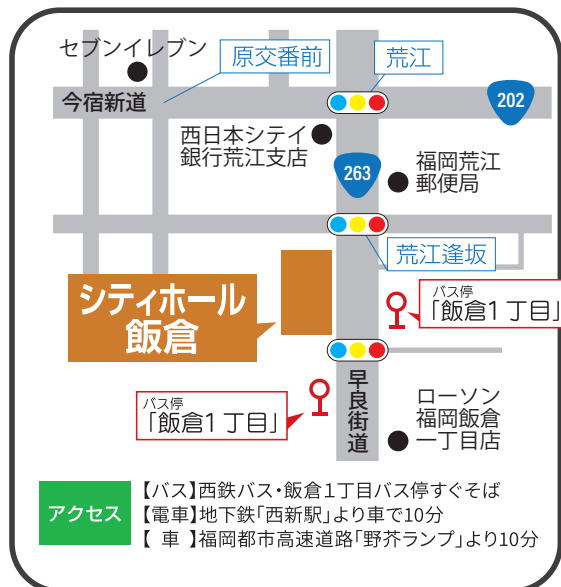 セブンイレブン
原交番前
荒江
今宿新道
202
西日本シテイ
銀行荒江支店
263
福岡荒江
郵便局
荒江逢坂
シティホール
飯倉
バス停
「飯倉1丁目」
バス停
「飯倉1丁目」
早良街道
ローソン
福岡飯倉
一丁目店
アクセス
【バス】西鉄バス・飯倉1丁目バス停すぐそば
【電車】地下鉄「西新駅」より車で10分
【 車 】福岡都市高速道路「野芥ランプ」より10分